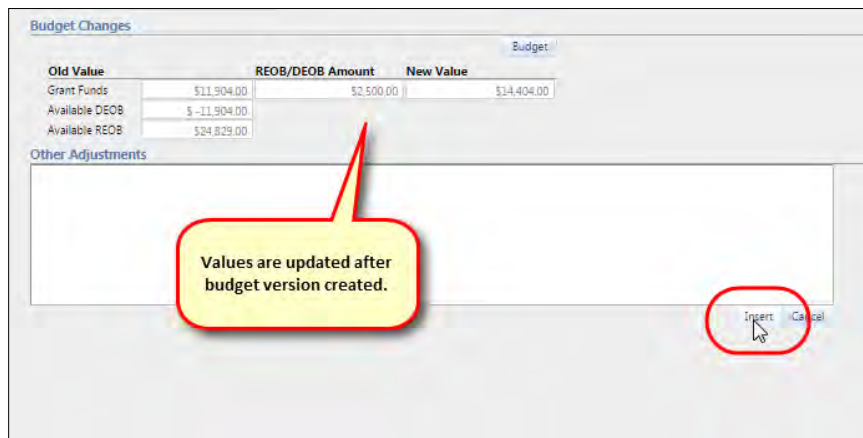 Budget Changes
Budget
Old Value REOB/DEOB Amount New Value
Grant Funds $11,904.00 $2,500.00 $14,404.00
Available DEOB $ -11,904.00
Available REOB $24,829.00
Other Adjustments
Values are updated after
budget version created.
Insert Cancel